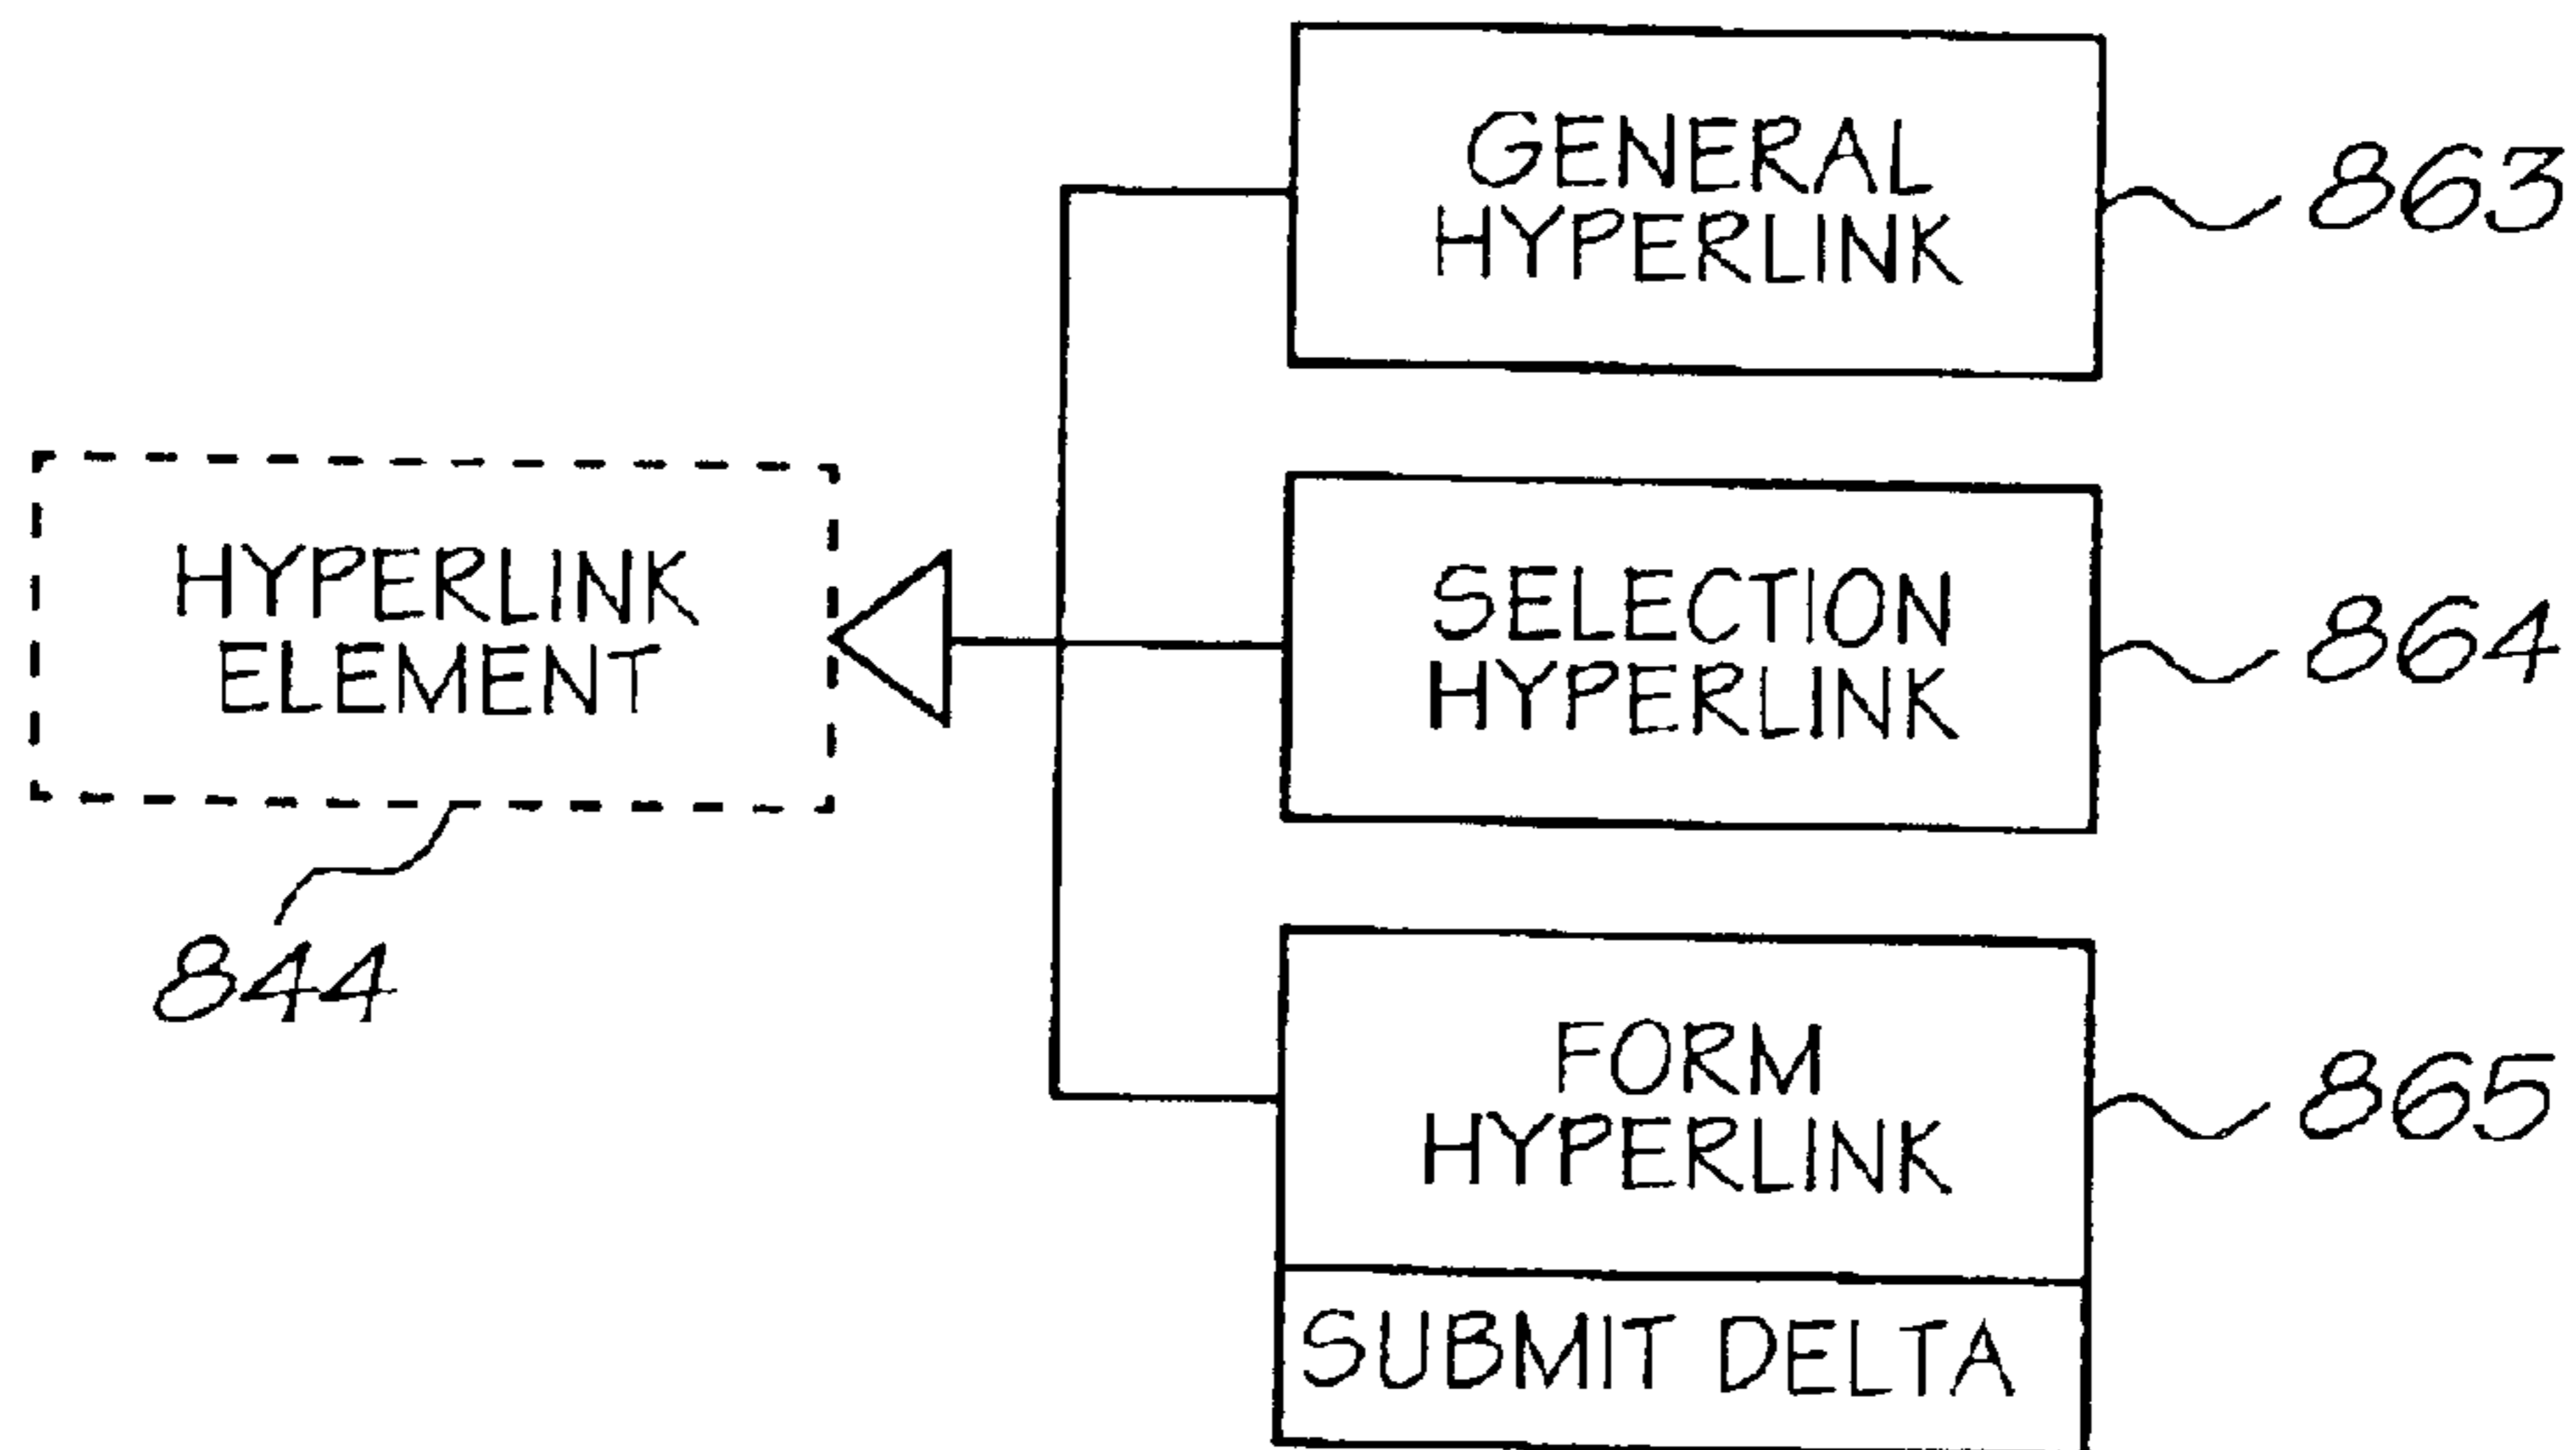 GENERAL
HYPERLINK
863
HYPERLINK
ELEMENT
844
SELECTION
HYPERLINK
864
FORM
HYPERLINK
865
SUBMIT DELTA